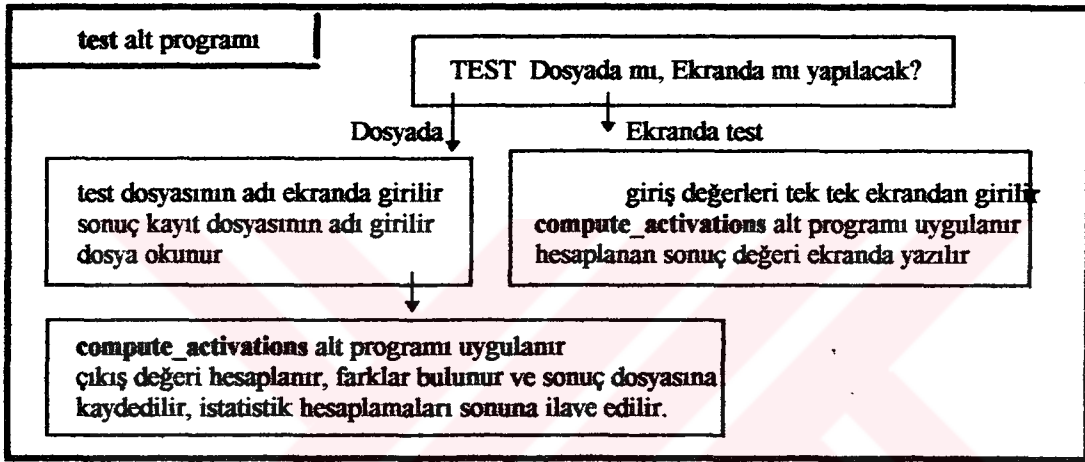 test alt programı
TEST Dosyada mı, Ekranda mı yapılacak?
Dosyada
Ekranda test
test dosyasının adı ekranda girilir
sonuç kayıt dosyasının adı girilir
dosya okunur
giriş değerleri tek tek ekrandan girilir
compute_activations alt programı uygulanır
hesaplanan sonuç değeri ekranda yazılır
compute_activations alt programı uygulanır
çıkış değeri hesaplanır, farklar bulunur ve sonuç dosyasına
kaydedilir, istatistik hesaplamaları sonuna ilave edilir.